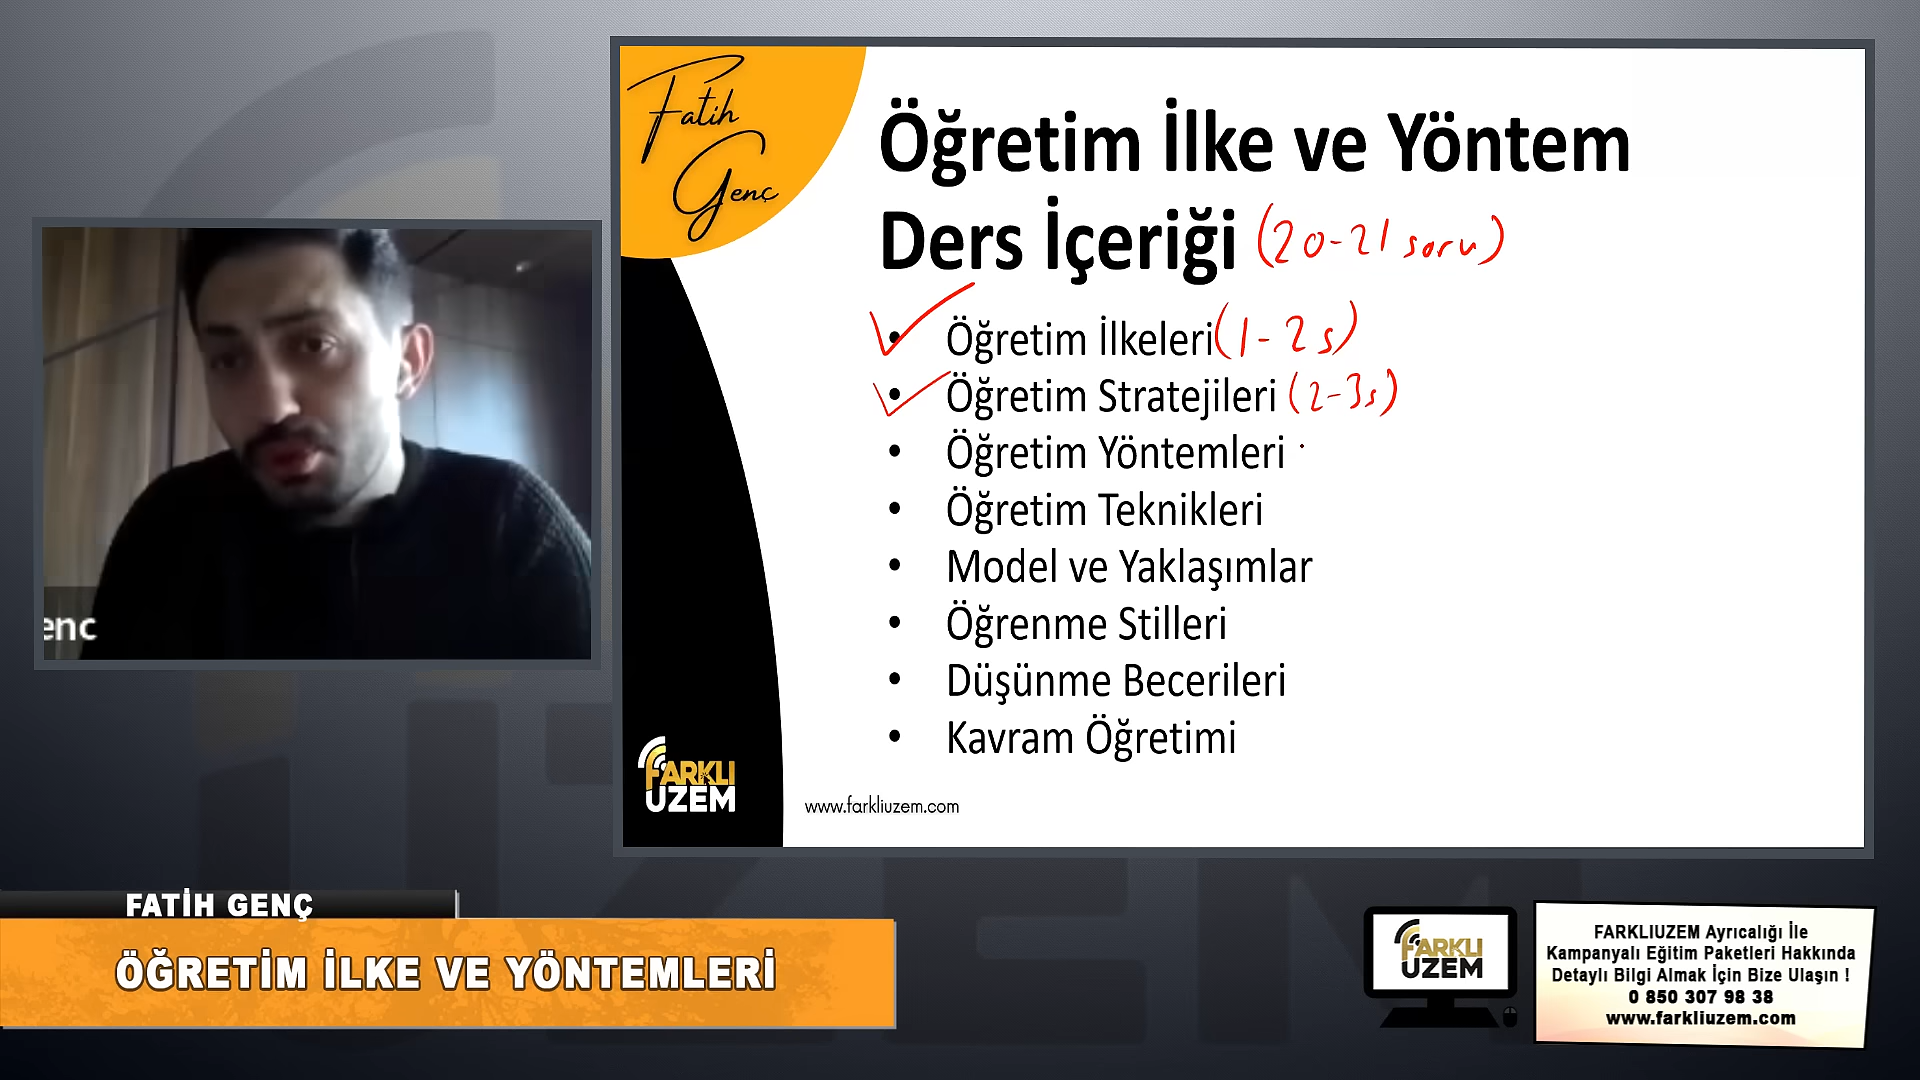 Fatih
Genç
Öğretim İlke ve Yöntem
Ders İçeriği (20-21 soru)
• Öğretim İlkeleri (1-2 s)
• Öğretim Stratejileri (2-3s)
• Öğretim Yöntemleri
• Öğretim Teknikleri
• Model ve Yaklaşımlar
• Öğrenme Stilleri
• Düşünme Becerileri
• Kavram Öğretimi
FARKLI
UZEM
www.farkliuzem.com
enc
FATİH GENÇ
ÖĞRETİM İLKE VE YÖNTEMLERİ
FARKLI
UZEM
FARKLIUZEM Ayrıcalığı İle
Kampanyalı Eğitim Paketleri Hakkında
Detaylı Bilgi Almak İçin Bize Ulaşın !
0 850 307 98 38
www.farkliuzem.com